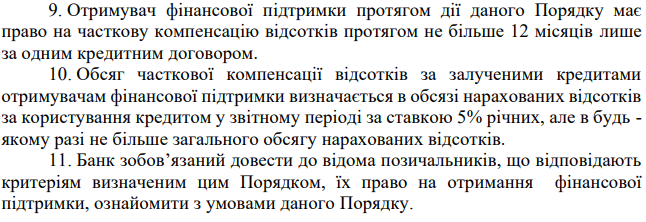 9. Отримувач фінансової підтримки протягом дії даного Порядку має
право на часткову компенсацію відсотків протягом не більше 12 місяців лише
за одним кредитним договором.
10. Обсяг часткової компенсації відсотків за залученими кредитами
отримувачам фінансової підтримки визначається в обсязі нарахованих відсотків
за користування кредитом у звітному періоді за ставкою 5% річних, але в будь -
якому разі не більше загального обсягу нарахованих відсотків.
11. Банк зобов’язаний довести до відома позичальників, що відповідають
критеріям визначеним цим Порядком, їх право на отримання фінансової
підтримки, ознайомити з умовами даного Порядку.